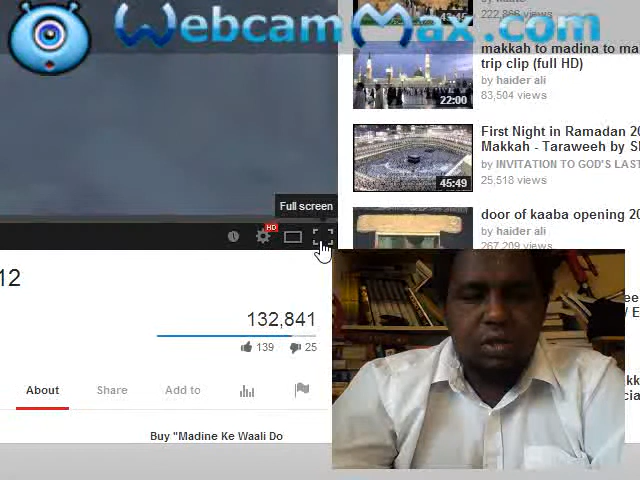 WebcamMax.com
222,866 views
43:45
makkah to madina to ma
trip clip (full HD)
by haider ali
83,504 views
22:00
First Night in Ramadan 20
Makkah - Taraweeh by S
by INVITATION TO GOD'S LAST
25,518 views
45:49
door of kaaba opening 20
by haider ali
267,209 views
Full screen
HD
12
132,841
139
25
About
Share
Add to
Buy "Madine Ke Waali Do